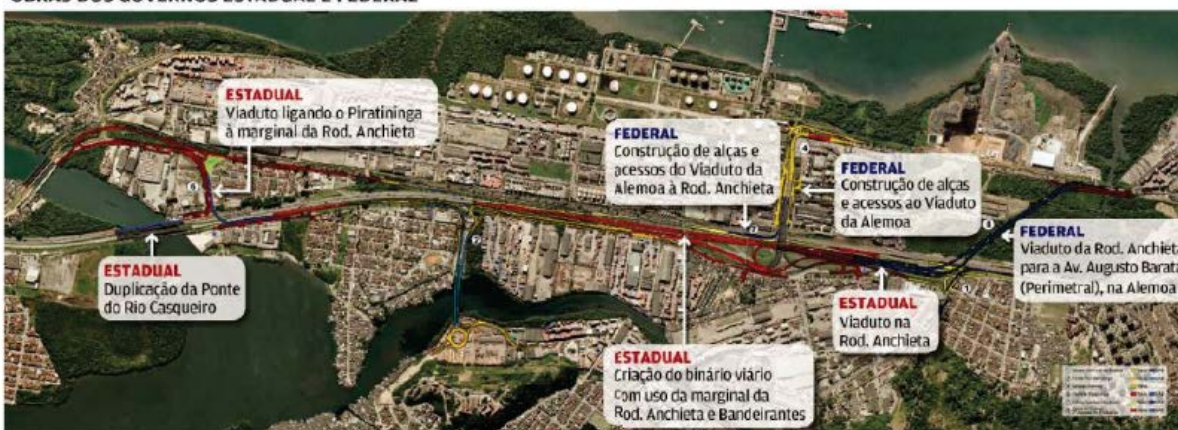 OBRAS DOS GOVERNOS ESTADUAL E FEDERAL
ESTADUAL
Viaduto ligando o Piratininga
à marginal da Rod. Anchieta
FEDERAL
Construção de alças e
acessos do Viaduto da
Alemoa à Rod. Anchieta
FEDERAL
Construção de alças
e acessos ao Viaduto
da Alemoa
FEDERAL
Viaduto da Rod. Anchieta
para a Av. Augusto Barata
(Perimetral), na Alemoa
ESTADUAL
Duplicação da Ponte
do Rio Casqueiro
ESTADUAL
Criação do binário viário
com uso da marginal da
Rod. Anchieta e Bandeirantes
ESTADUAL
Viaduto na
Rod. Anchieta